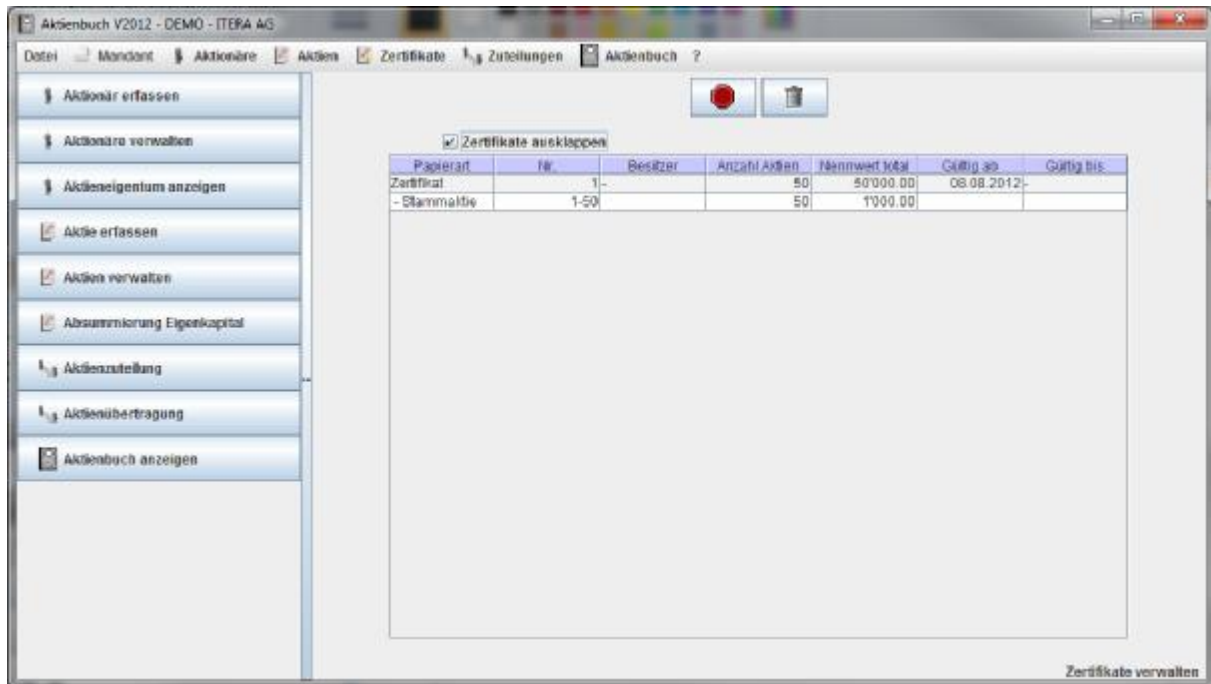 Aktienbuch V2012 - DEMO - ITERA AG
Datei Mandant Aktionäre Aktien Zertifikate Zuteilungen Aktienbuch ?
Aktionär erfassen
Aktionäre verwalten
Aktieneigentum anzeigen
Aktie erfassen
Aktien verwalten
Absummierung Eigenkapital
Aktienzuteilung
Aktienübertragung
Aktienbuch anzeigen
Zertifikate ausklappen
Papierart Nr. Besitzer Anzahl Aktien Nennwert total Gültig ab Gültig bis
Zertifikat 1 - 50 50'000.00 08.08.2012 -
- Stammaktie 1-50 50 1'000.00
Zertifikate verwalten